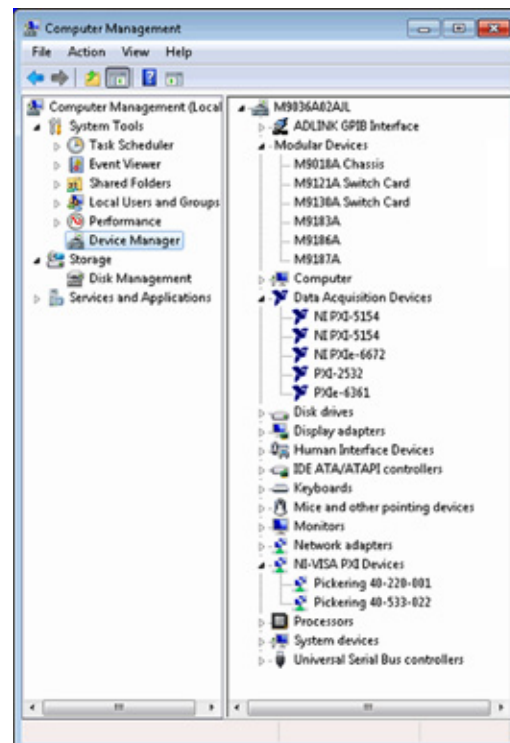 Computer Management
File Action View Help
Computer Management (Local
System Tools
Task Scheduler
Event Viewer
Shared Folders
Local Users and Groups
Performance
Device Manager
Storage
Disk Management
Services and Applications
M9036A02AJL
ADLINK GPIB Interface
Modular Devices
M9018A Chassis
M9121A Switch Card
M9130A Switch Card
M9183A
M9186A
M9187A
Computer
Data Acquisition Devices
NI PXI-5154
NI PXI-5154
NI PXIe-6672
PXI-2532
PXIe-6361
Disk drives
Display adapters
Human Interface Devices
IDE ATA/ATAPI controllers
Keyboards
Mice and other pointing devices
Monitors
Network adapters
NI-VISA PXI Devices
Pickering 40-220-001
Pickering 40-533-022
Processors
System devices
Universal Serial Bus controllers